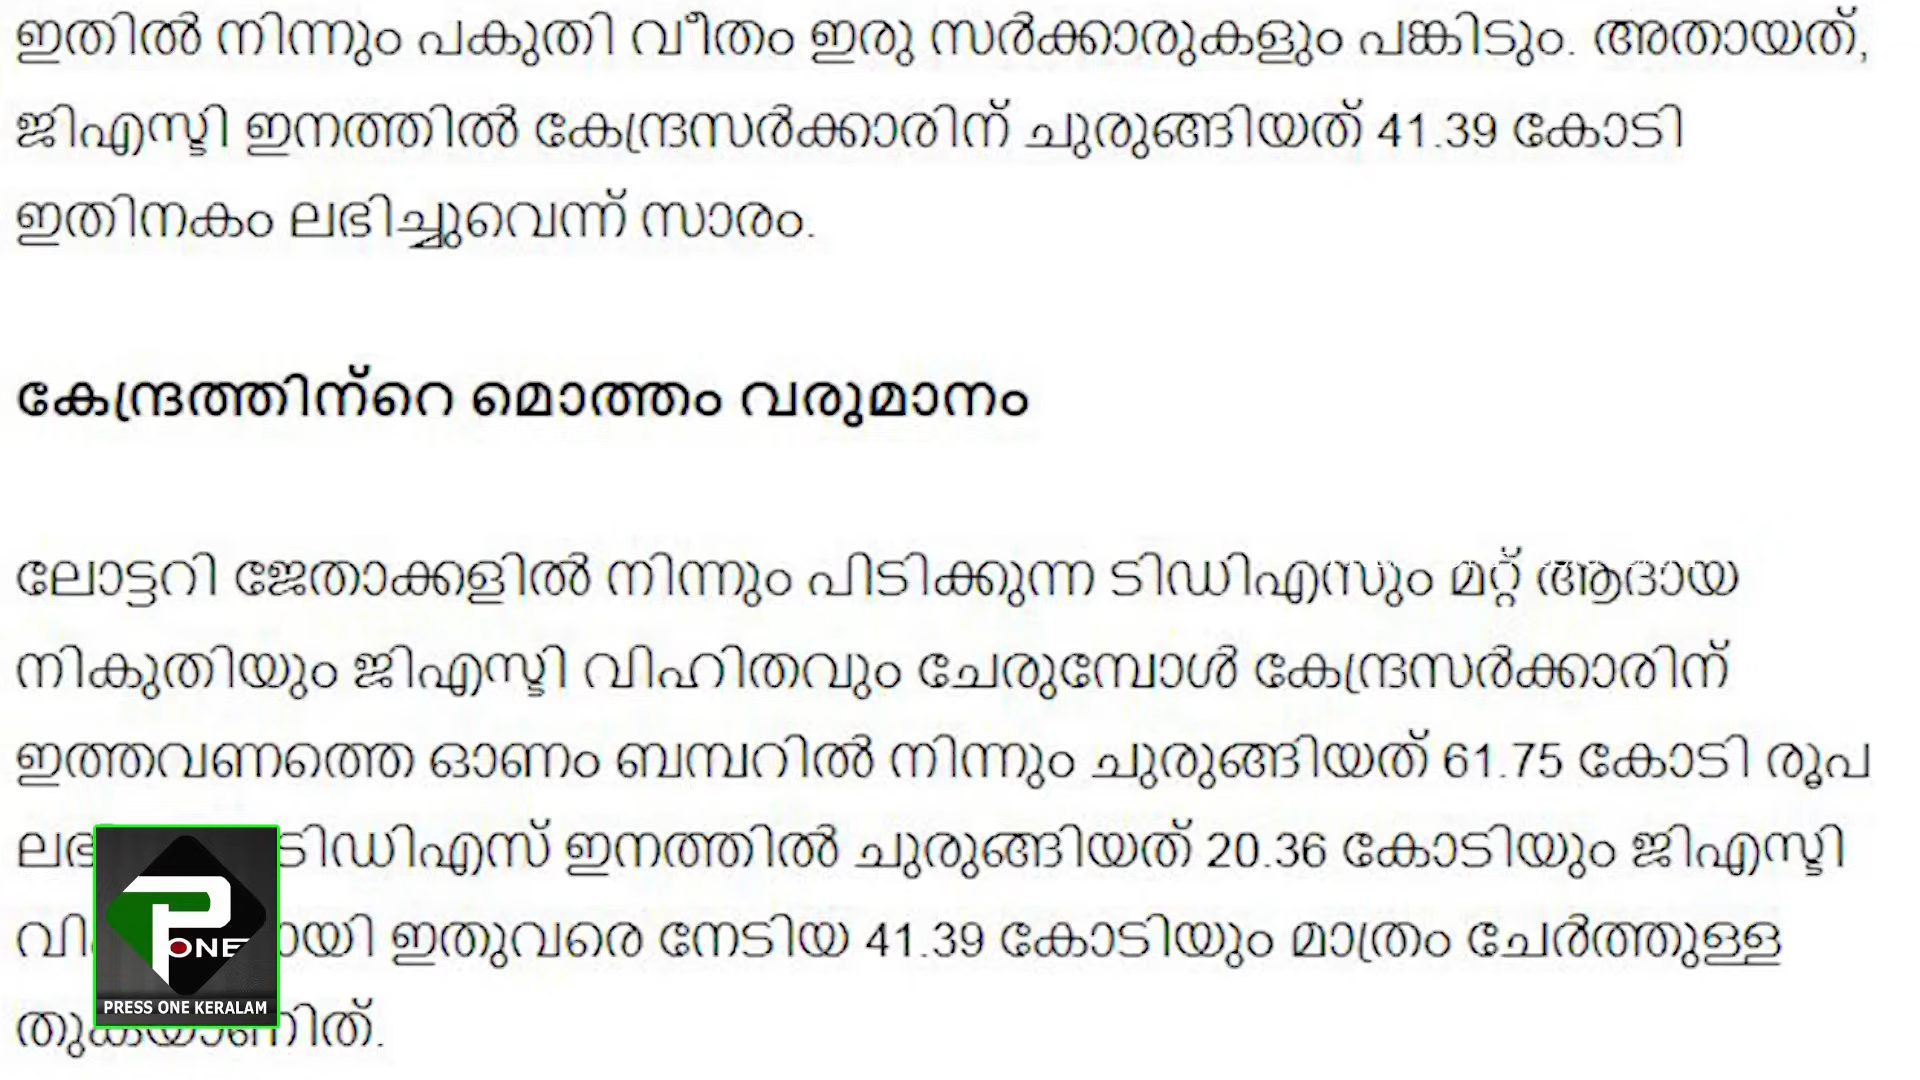 ഇതിൽ നിന്നും പകുതി വീതം ഇരു സർക്കാരുകളും പങ്കിടും. അതായത്,
ജിഎസ്ടി ഇനത്തിൽ കേന്ദ്രസർക്കാരിന് ചുരുങ്ങിയത് 41.39 കോടി
ഇതിനകം ലഭിച്ചുവെന്ന് സാരം.
കേന്ദ്രത്തിന്റെ മൊത്തം വരുമാനം
ലോട്ടറി ജേതാക്കളിൽ നിന്നും പിടിക്കുന്ന ടിഡിഎസും മറ്റ് ആദായ
നികുതിയും ജിഎസ്ടി വിഹിതവും ചേരുമ്പോൾ കേന്ദ്രസർക്കാരിന്
ഇത്തവണത്തെ ഓണം ബമ്പറിൽ നിന്നും ചുരുങ്ങിയത് 61.75 കോടി രൂപ
ടിഡിഎസ് ഇനത്തിൽ ചുരുങ്ങിയത് 20.36 കോടിയും ജിഎസ്ടി
ഇതുവരെ നേടിയ 41.39 കോടിയും മാത്രം ചേർത്തുള്ള
തുകയാണിത്.
P ONE
PRESS ONE KERALAM